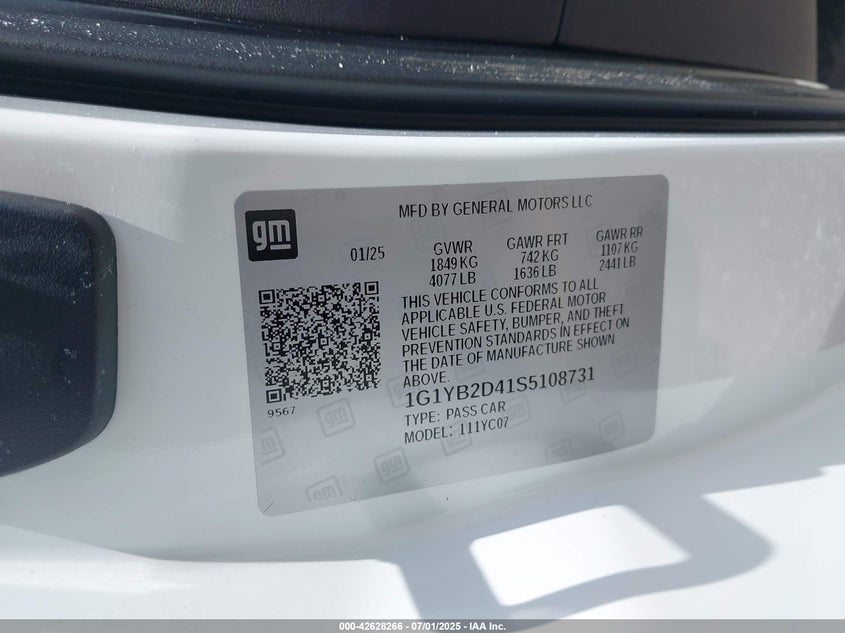 MFD BY GENERAL MOTORS LLC
gm
01/25
GVWR
1849 KG
4077 LB
GAWR FRT
742 KG
1636 LB
GAWR RR
1107 KG
2441 LB
THIS VEHICLE CONFORMS TO ALL
APPLICABLE U.S. FEDERAL MOTOR
VEHICLE SAFETY, BUMPER, AND THEFT
PREVENTION STANDARDS IN EFFECT ON
THE DATE OF MANUFACTURE SHOWN
ABOVE.
9567
1G1YB2D41S5108731
TYPE: PASS CAR
MODEL: 111YC07
000-42628266 - 07/01/2025 - IAA Inc.